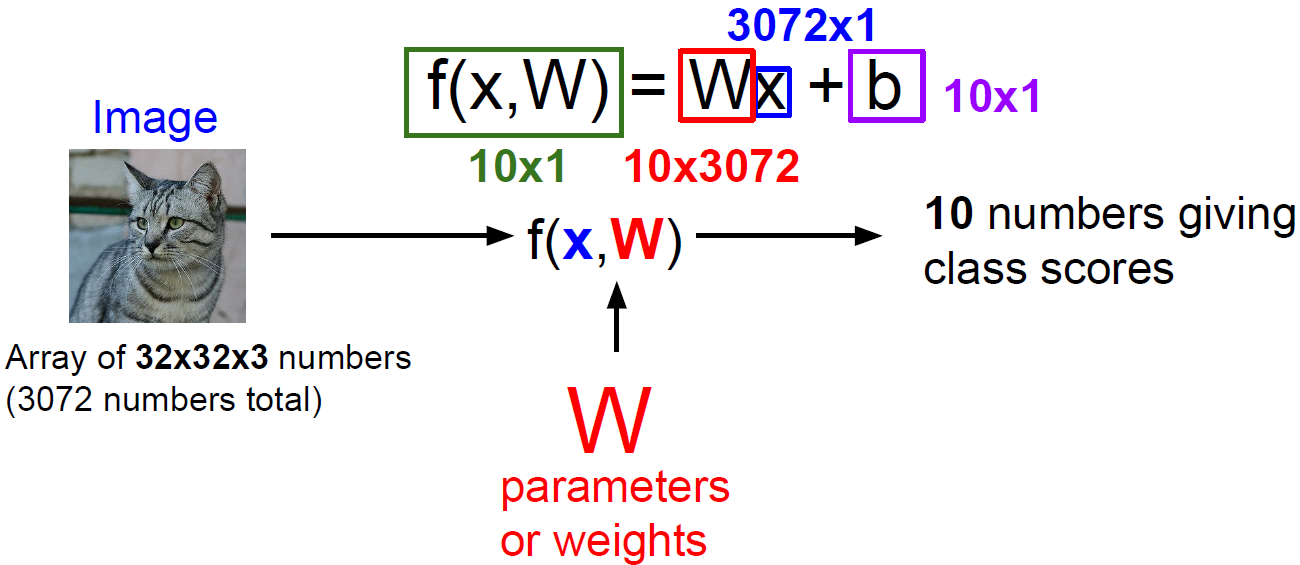 3072x1
f(x,W) = Wx + b 10x1
10x1 10x3072
Image
f(x,W)
10 numbers giving
class scores
Array of 32x32x3 numbers
(3072 numbers total)
W
parameters
or weights